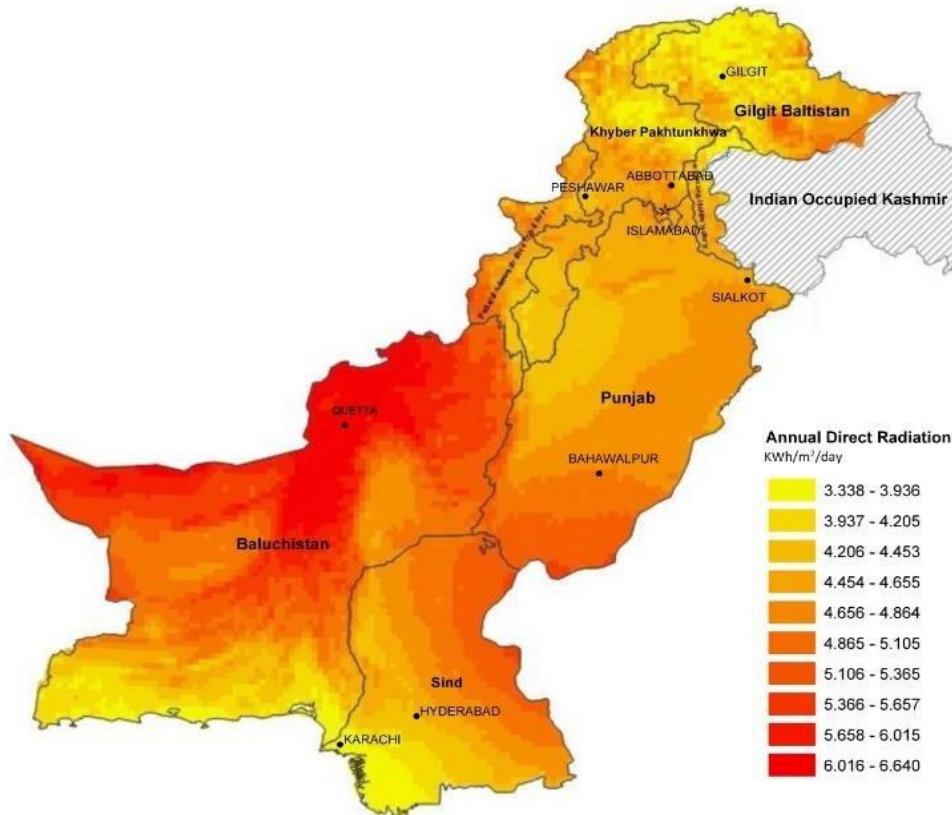 GILGIT
Gilgit Baltistan
Khyber Pakhtunkhwa
ABBOTTABAD
PESHAWAR
Indian Occupied Kashmir
ISLAMABAD
SIALKOT
QUETTA
Punjab
BAHAWALPUR
Baluchistan
Sind
HYDERABAD
KARACHI
Annual Direct Radiation
KWh/m²/day
3.338 - 3.936
3.937 - 4.205
4.206 - 4.453
4.454 - 4.655
4.656 - 4.864
4.865 - 5.105
5.106 - 5.365
5.366 - 5.657
5.658 - 6.015
6.016 - 6.640